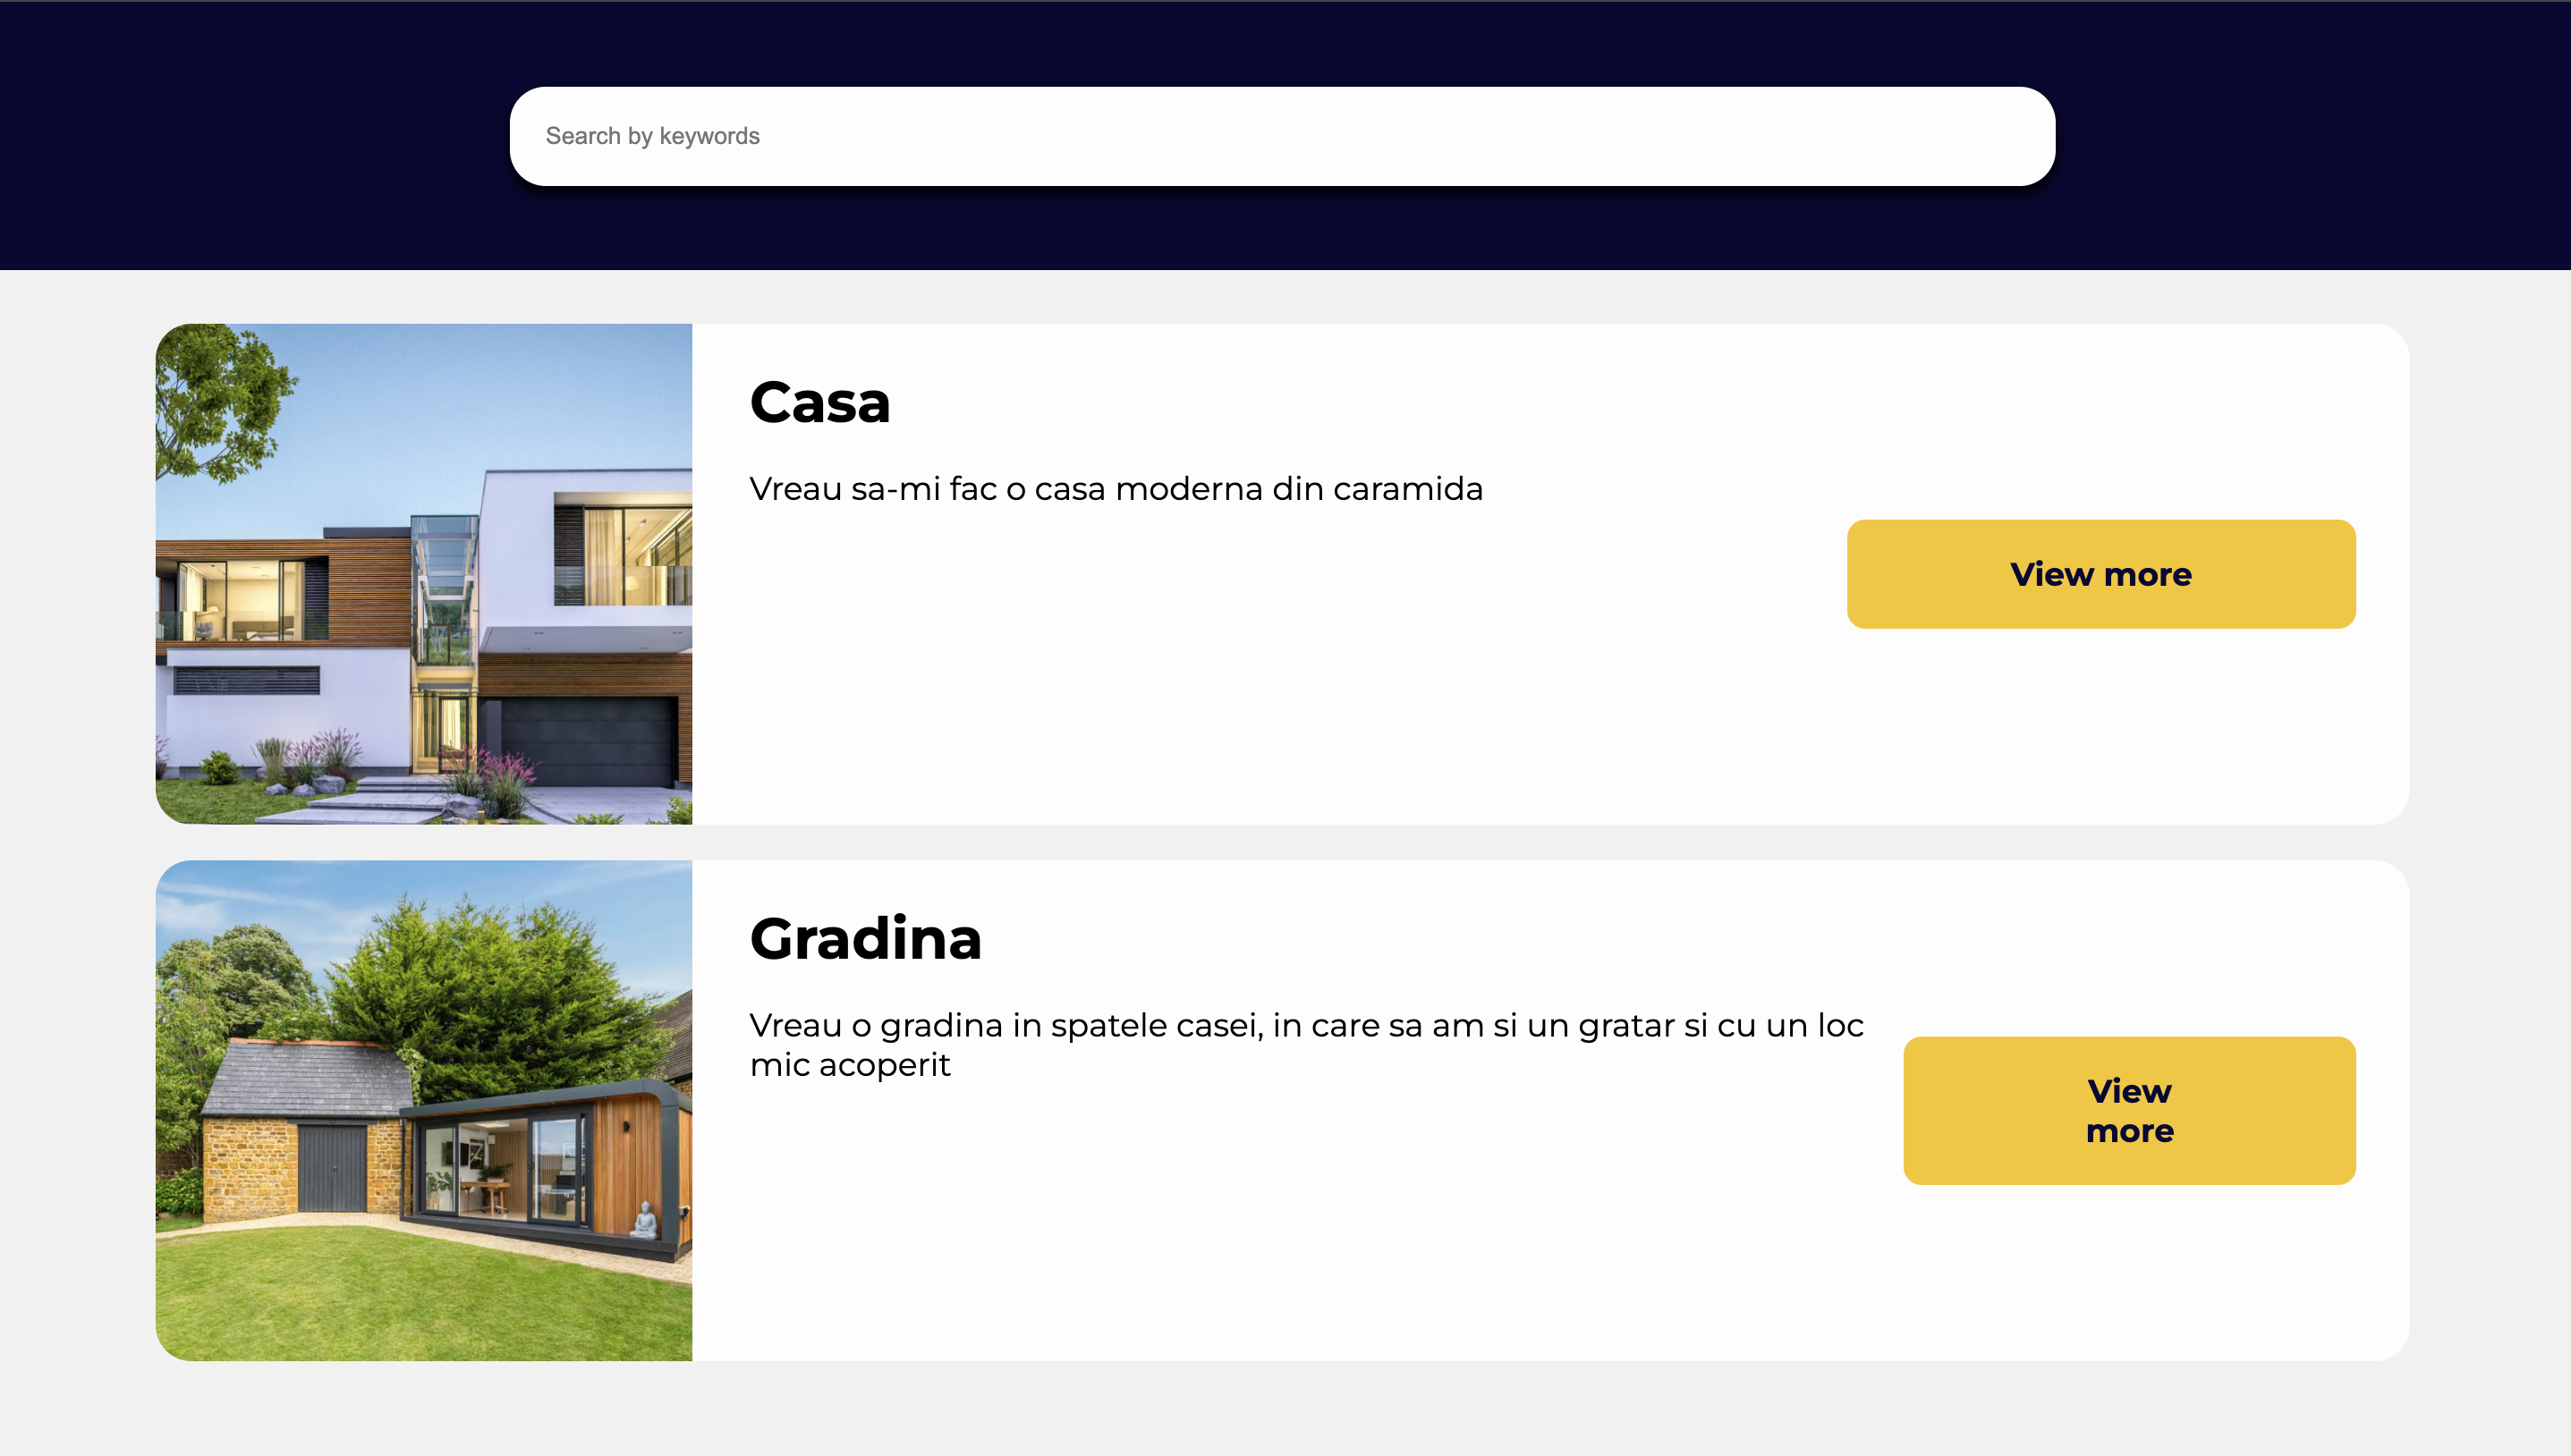 Search by keywords
Casa
Vreau sa-mi fac o casa moderna din caramida
View more
Gradina
Vreau o gradina in spatele casei, in care sa am si un gratar si cu un loc
mic acoperit
View
more